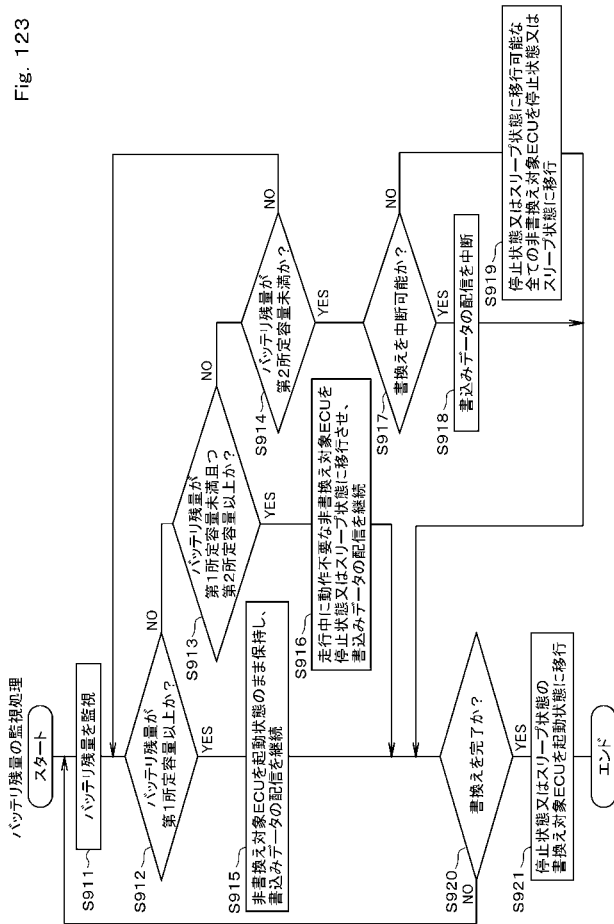 Fig. 123
バッテリ残量の監視処理
スタート
S911
バッテリ残量を監視
S912
バッテリ残量が
第1所定容量以上か?
NO
YES
S913
バッテリ残量が
第1所定容量未満且つ
第2所定容量以上か?
NO
YES
S914
バッテリ残量が
第2所定容量未満か?
NO
YES
S915
非書換え対象ECUを起動状態のまま保持し、
書込みデータの配信を継続
S916
走行中に動作不要な非書換え対象ECUを
停止状態又はスリープ状態に移行させ、
書込みデータの配信を継続
S917
書換えを中断可能か?
NO
YES
S918
書込みデータの配信を中断
S919
停止状態又はスリープ状態に移行可能な
全ての非書換え対象ECUを停止状態又は
スリープ状態に移行
S920
書換えを完了か?
NO
YES
S921
停止状態又はスリープ状態の
書換え対象ECUを起動状態に移行
エンド